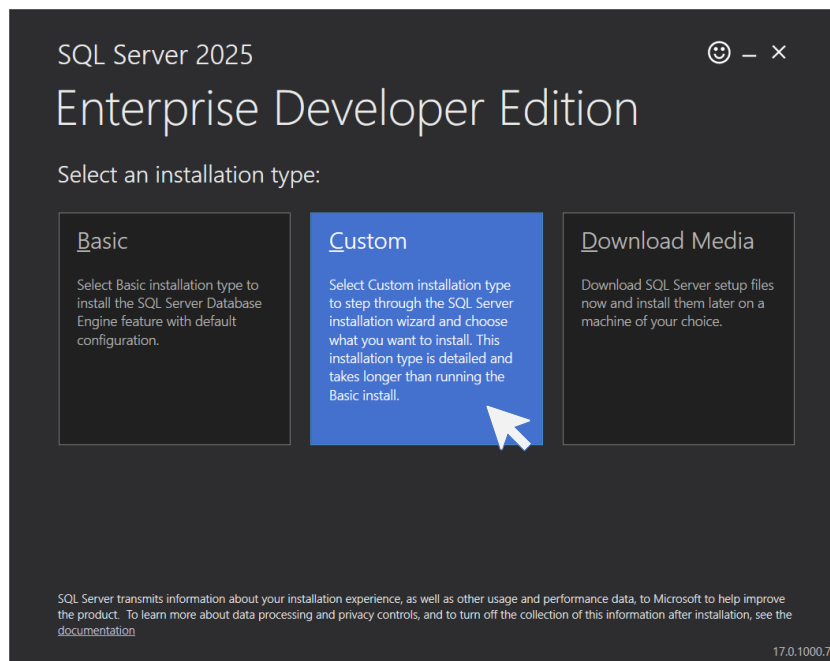 SQL Server 2025
Enterprise Developer Edition
Select an installation type:
Basic
Select Basic installation type to
install the SQL Server Database
Engine feature with default
configuration.
Custom
Select Custom installation type
to step through the SQL Server
installation wizard and choose
what you want to install. This
installation type is detailed and
takes longer than running the
Basic install.
Download Media
Download SQL Server setup files
now and install them later on a
machine of your choice.
SQL Server transmits information about your installation experience, as well as other usage and performance data, to Microsoft to help improve
the product.  To learn more about data processing and privacy controls, and to turn off the collection of this information after installation, see the
documentation
17.0.1000.7